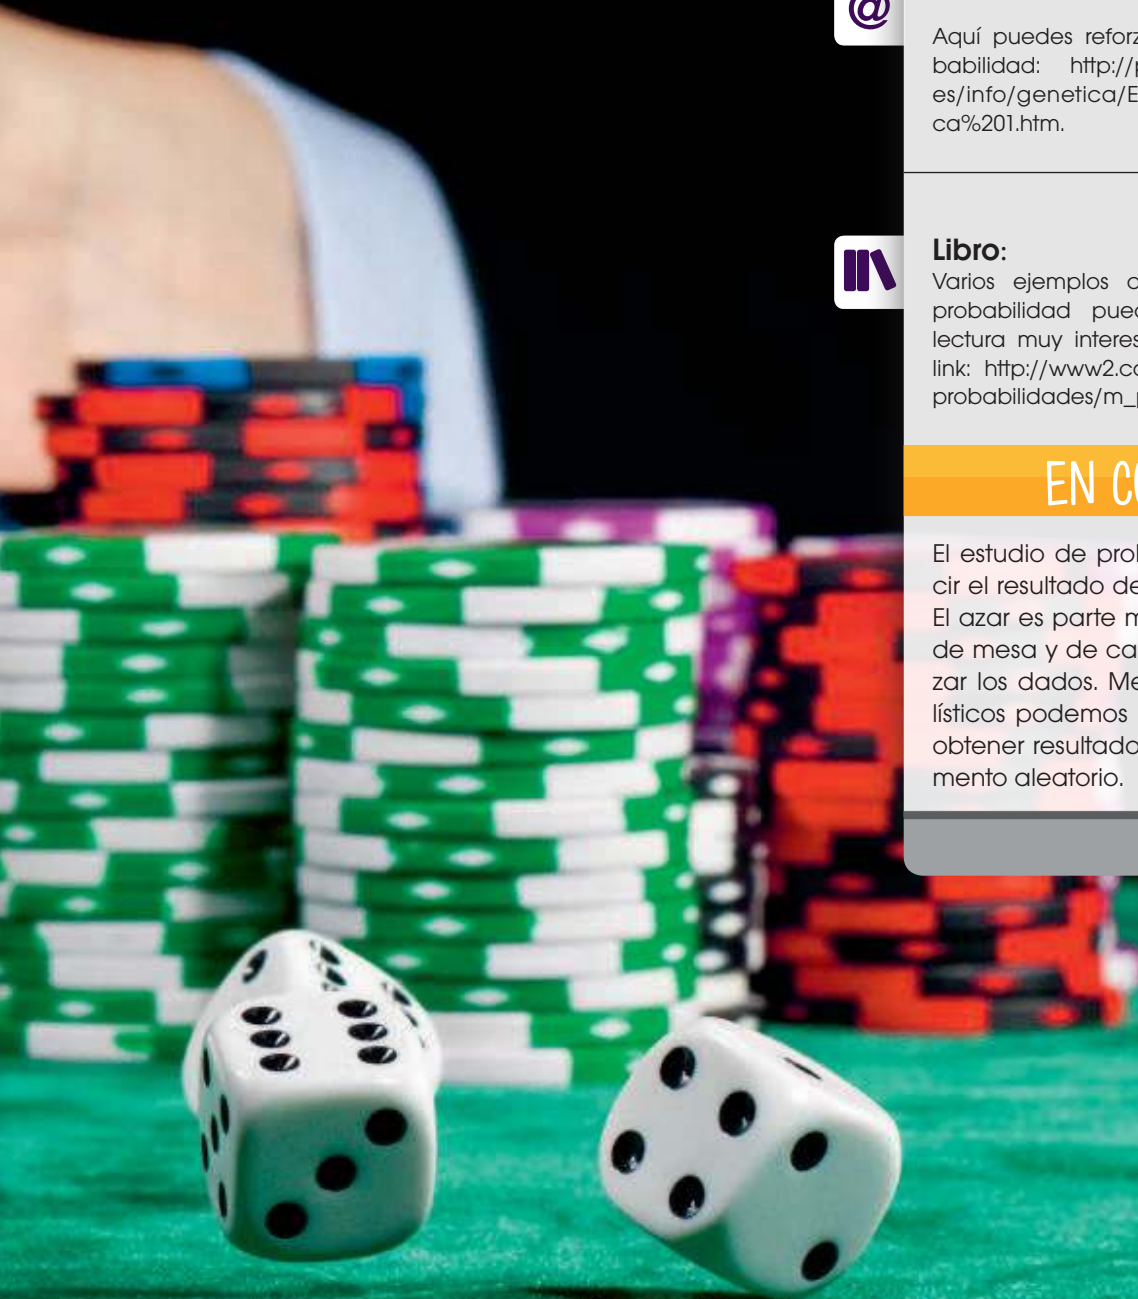 @
Aquí puedes reforz
babilidad: http://p
es/info/genetica/E
ca%201.htm.
Libro:
Varios ejemplos d
probabilidad pued
lectura muy interes
link: http://www2.co
probabilidades/m_p
EN CO
El estudio de prob
cir el resultado de
El azar es parte m
de mesa y de ca
zar los dados. Me
lísticos podemos
obtener resultado
mento aleatorio.